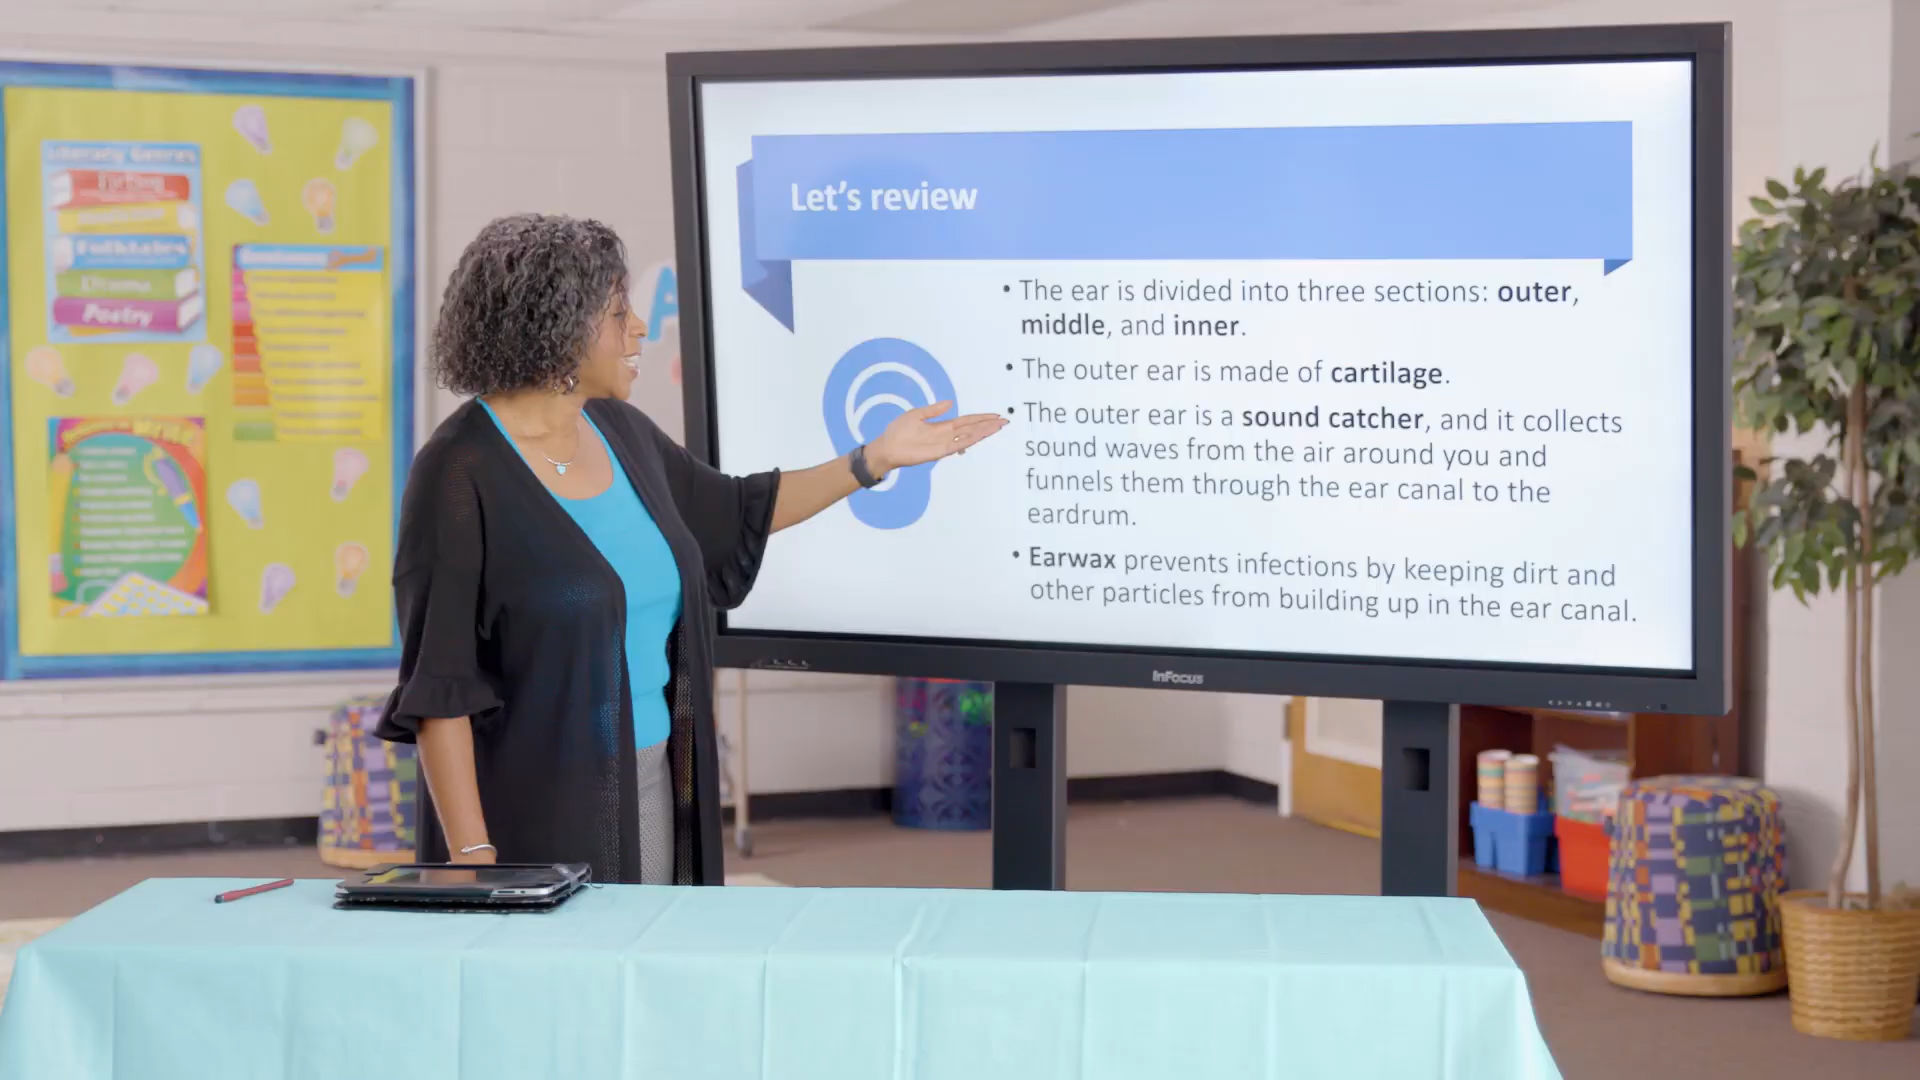 Literacy Genres
Fiction
Nonfiction
Folktales
Drama
Poetry
Let's review
• The ear is divided into three sections: outer,
middle, and inner.
• The outer ear is made of cartilage.
• The outer ear is a sound catcher, and it collects
sound waves from the air around you and
funnels them through the ear canal to the
eardrum.
• Earwax prevents infections by keeping dirt and
other particles from building up in the ear canal.
InFocus